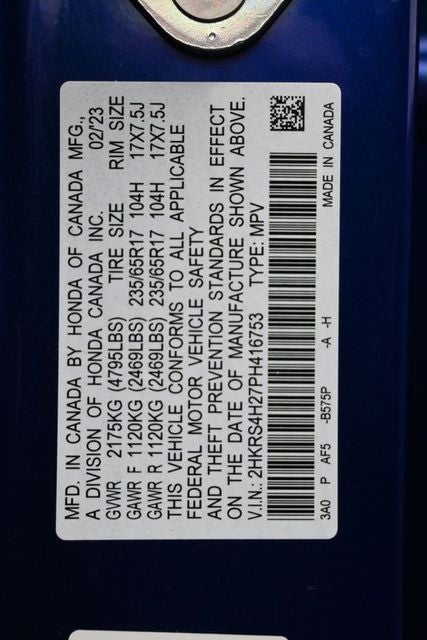 MFD. IN CANADA BY HONDA OF CANADA MFG.,
A DIVISION OF HONDA CANADA INC. 02/'23
GVWR 2175KG (4795LBS) TIRE SIZE RIM SIZE
GAWR F 1120KG (2469LBS) 235/65R17 104H 17X7.5J
GAWR R 1120KG (2469LBS) 235/65R17 104H 17X7.5J
THIS VEHICLE CONFORMS TO ALL APPLICABLE
FEDERAL MOTOR VEHICLE SAFETY
AND THEFT PREVENTION STANDARDS IN EFFECT
ON THE DATE OF MANUFACTURE SHOWN ABOVE.
V.I.N.: 2HKRS4H27PH416753 TYPE: MPV
3A0 P AF5 -B575P -A -H MADE IN CANADA